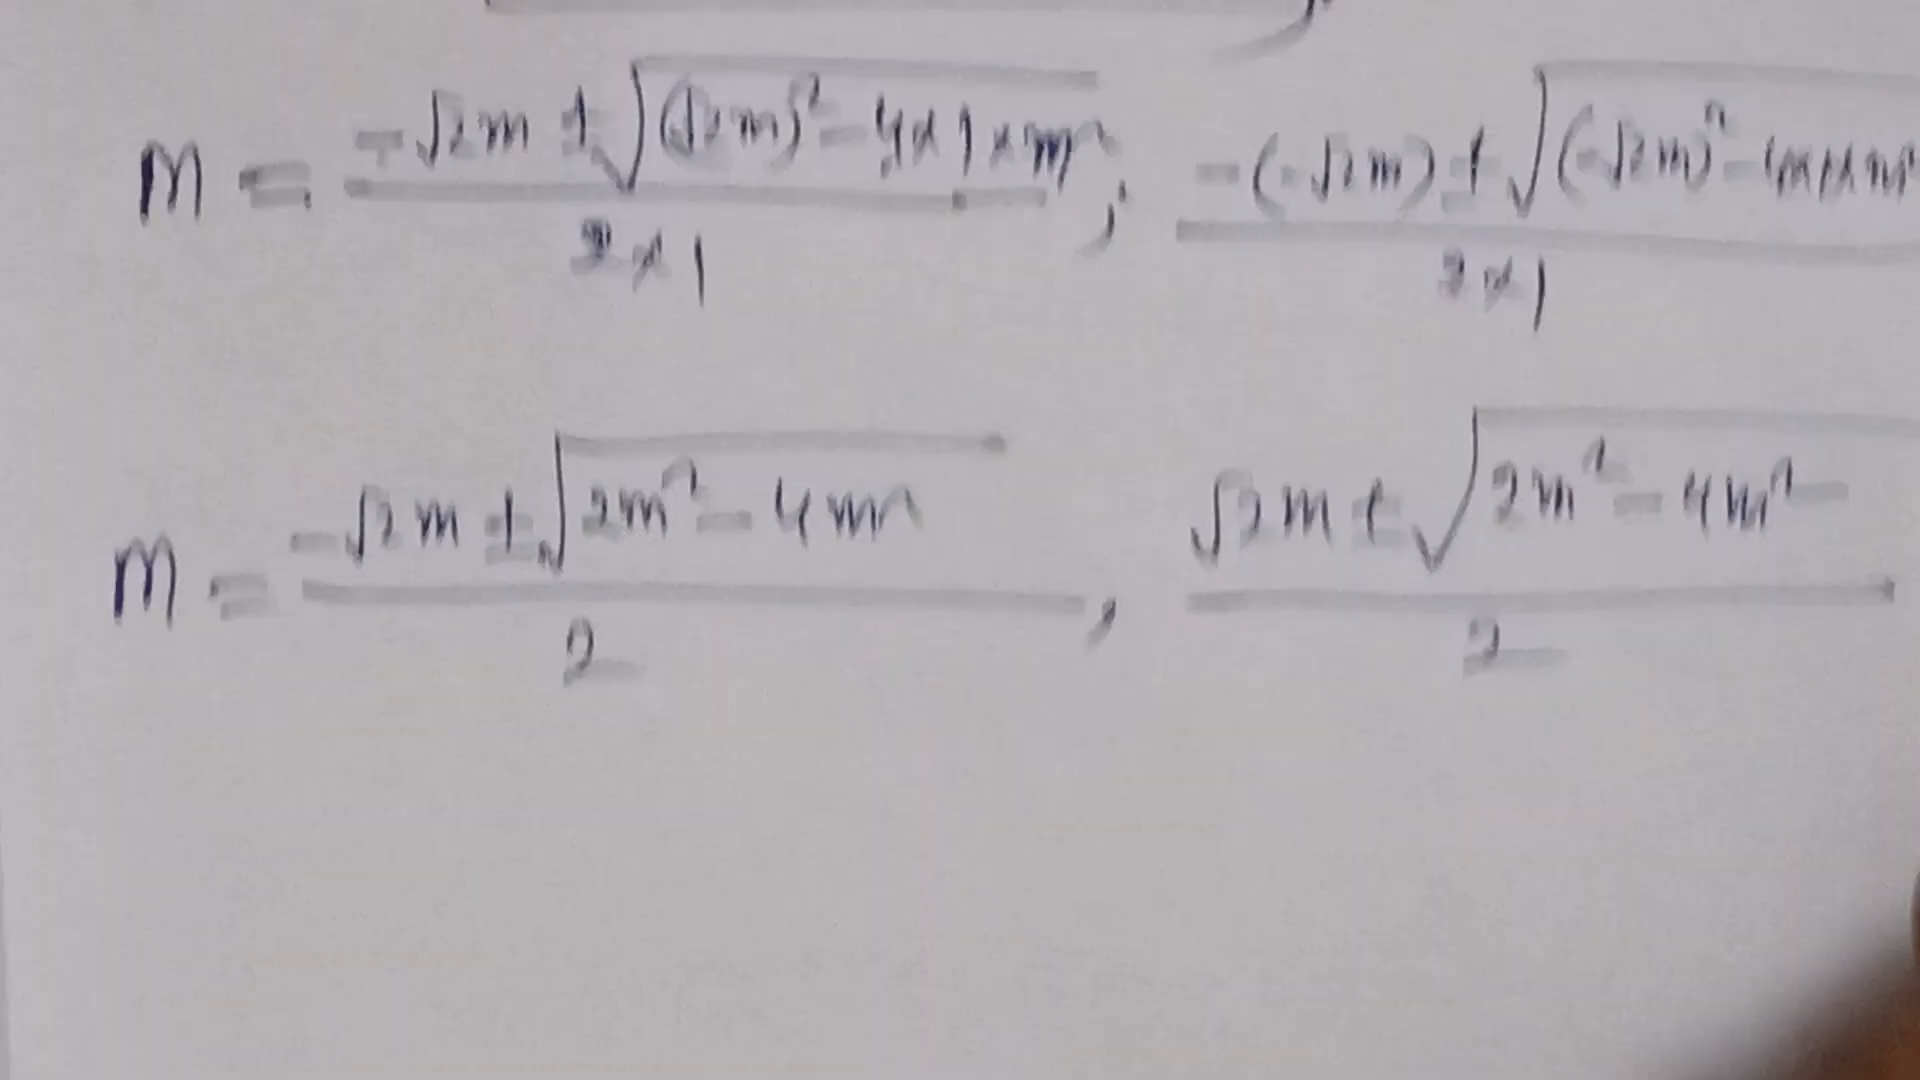 m = -√2m ± √(√2m)² - 4×1×m² / 2×1 , -(-√2m) ± √(-√2m)² - 4×1×m² / 2×1
m = -√2m ± √2m² - 4m² / 2 , √2m ± √2m² - 4m² / 2